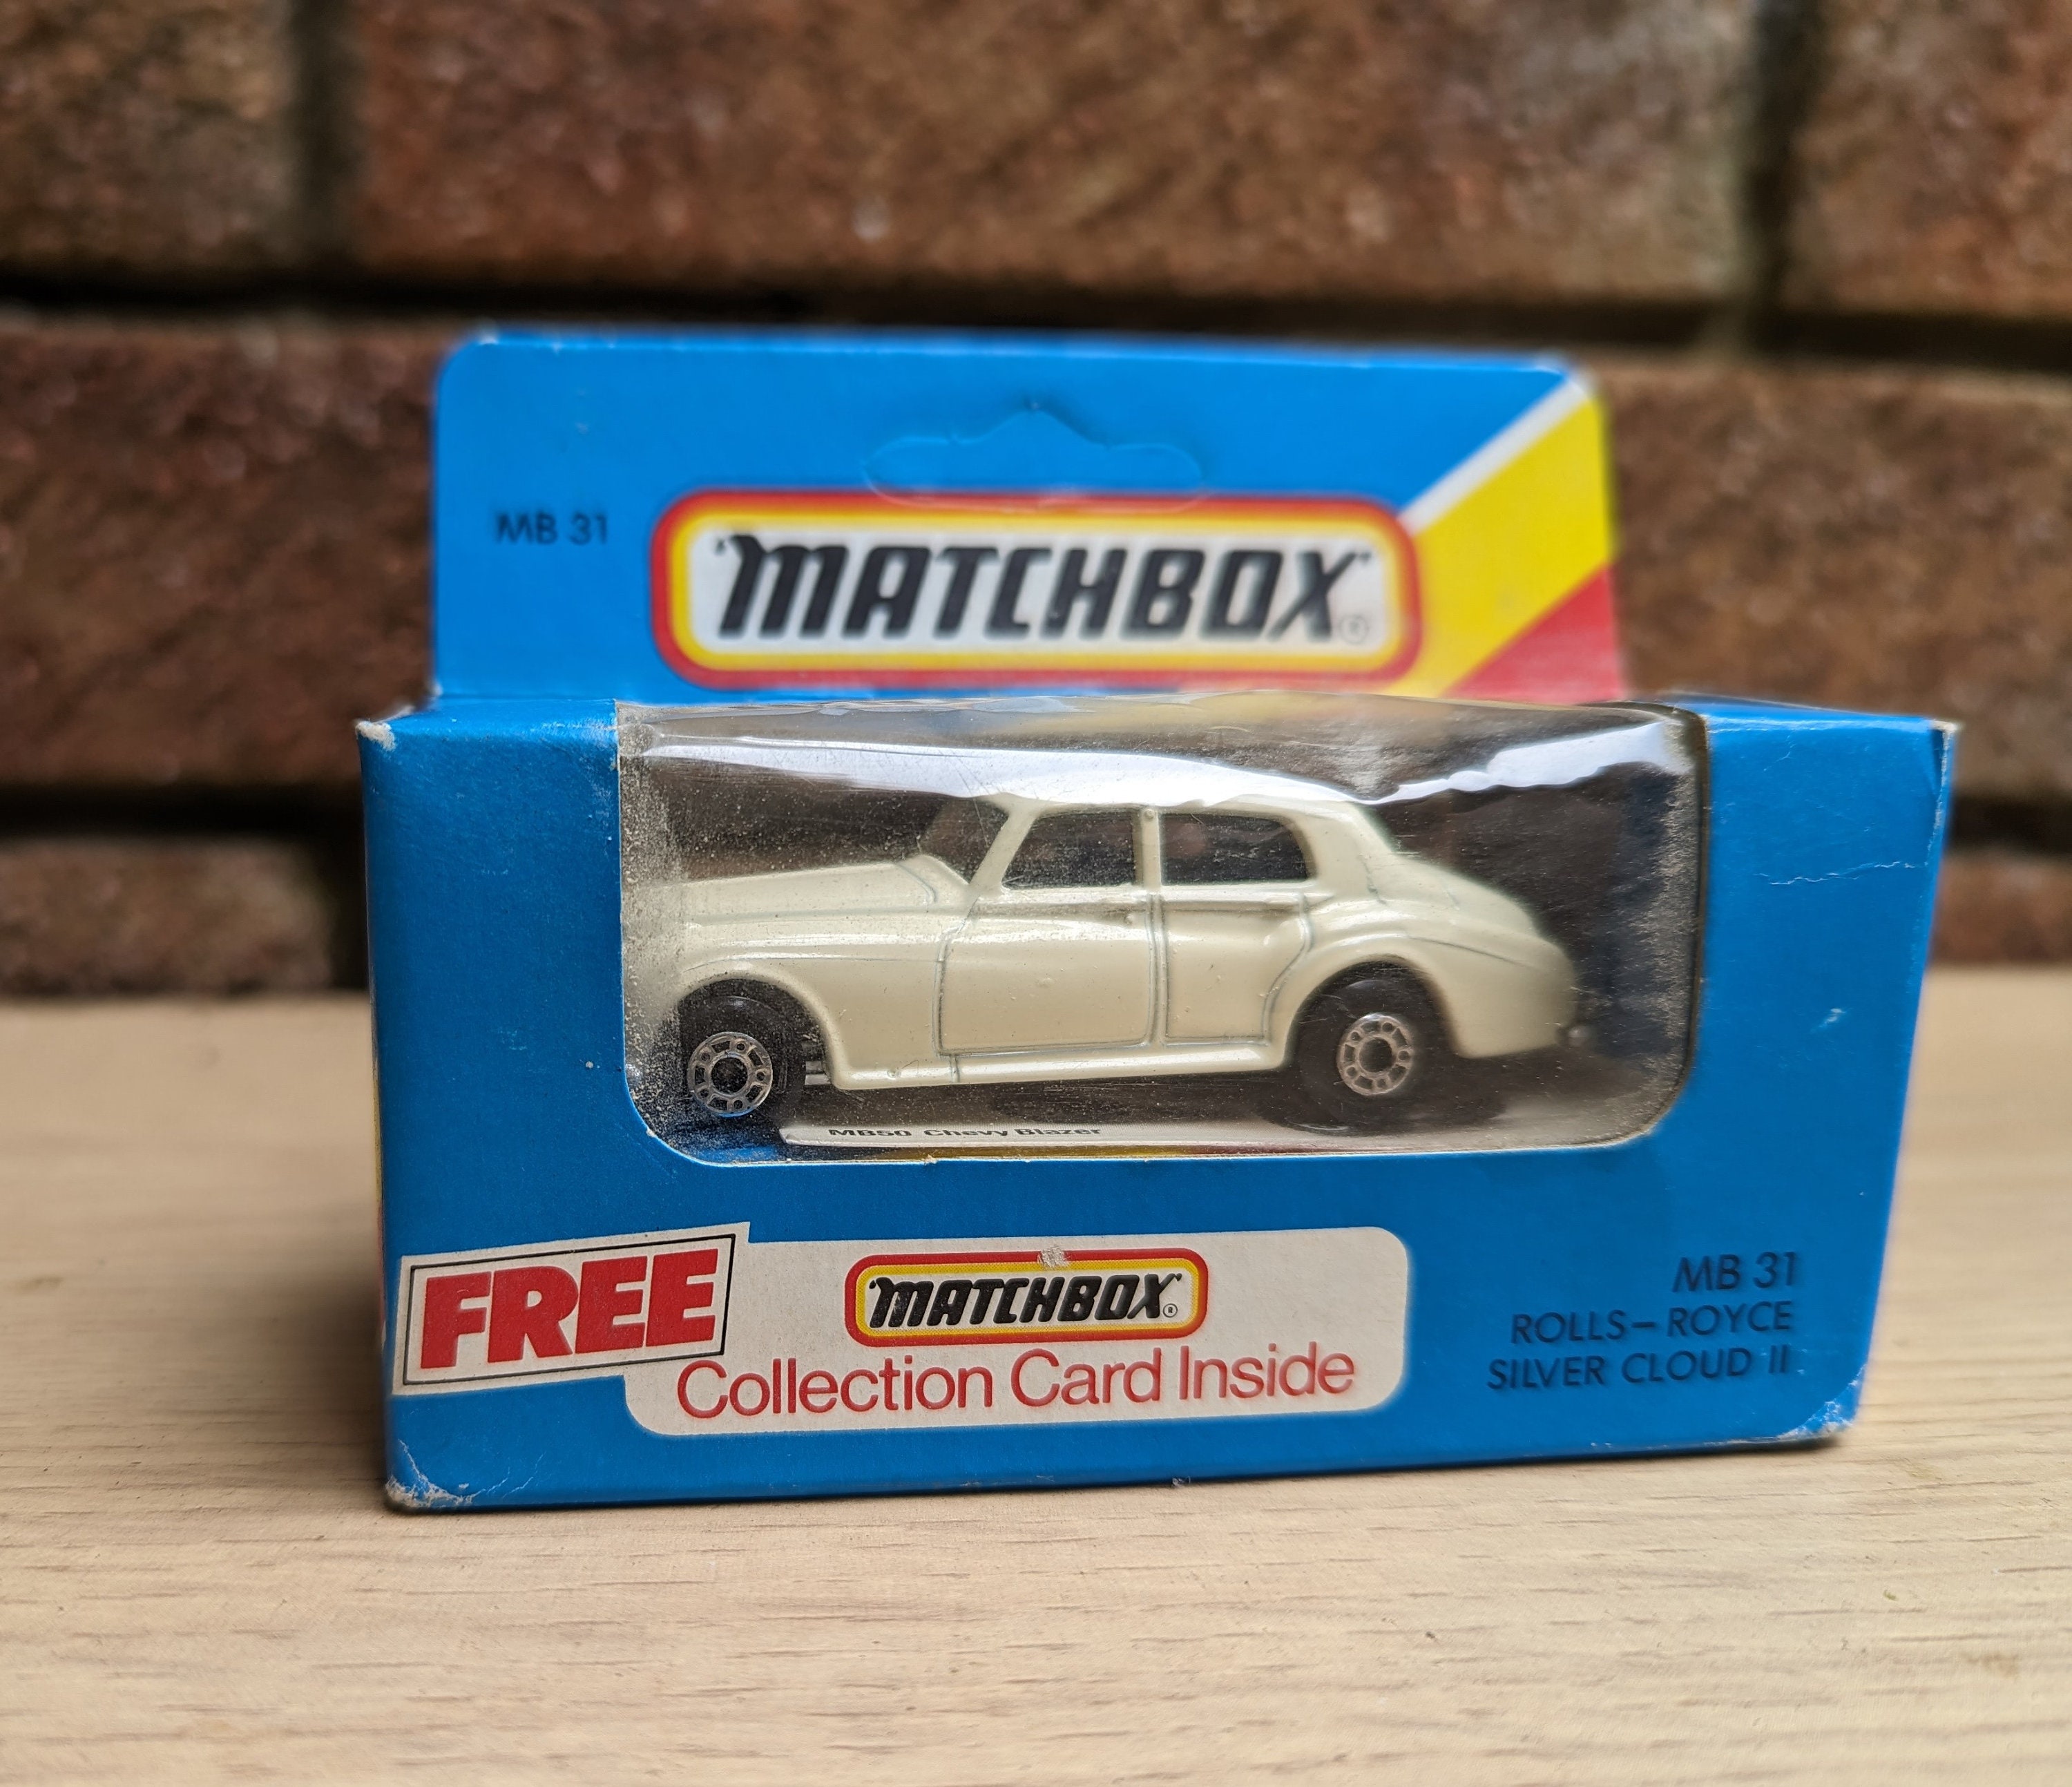 MB 31
'MATCHBOX'®
MB50 Chevy Blazer
FREE
'MATCHBOX'®
Collection Card Inside
MB 31
ROLLS-ROYCE
SILVER CLOUD II